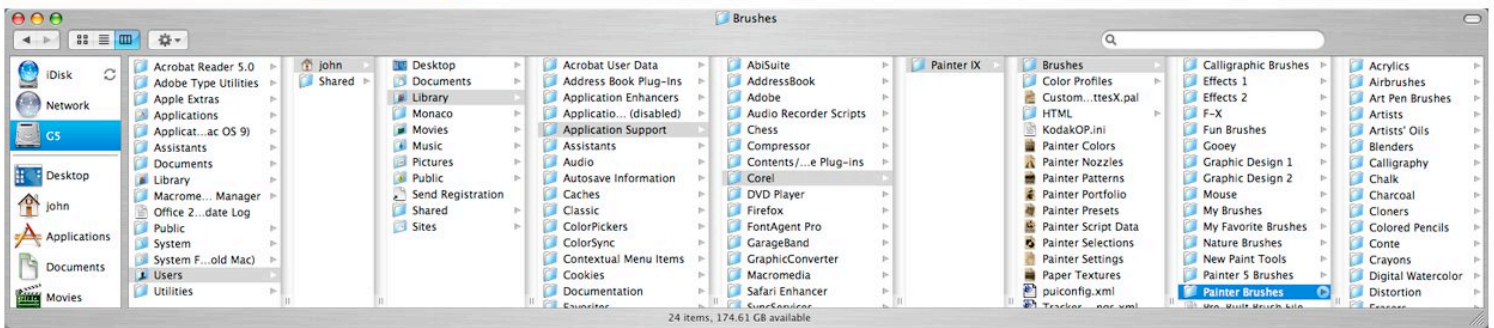 Brushes
iDisk
Network
G5
Desktop
john
Applications
Documents
Movies
Acrobat Reader 5.0
Adobe Type Utilities
Apple Extras
Applications
Applicat...ac OS 9)
Assistants
Documents
Library
Macrome... Manager
Office 2...date Log
Public
System
System F...old Mac)
Users
Utilities
john
Shared
Desktop
Documents
Library
Monaco
Movies
Music
Pictures
Public
Send Registration
Shared
Sites
Acrobat User Data
Address Book Plug-Ins
Application Enhancers
Applicatio... (disabled)
Application Support
Assistants
Audio
Autosave Information
Caches
Classic
ColorPickers
ColorSync
Contextual Menu Items
Cookies
Documentation
Favorites
AbiSuite
AddressBook
Adobe
Audio Recorder Scripts
Chess
Compressor
Contents/...e Plug-ins
Corel
DVD Player
Firefox
FontAgent Pro
GarageBand
GraphicConverter
Macromedia
Safari Enhancer
SyncServices
Painter IX
Brushes
Color Profiles
Custom...ttesX.pal
HTML
KodakOP.ini
Painter Colors
Painter Nozzles
Painter Patterns
Painter Portfolio
Painter Presets
Painter Script Data
Painter Selections
Painter Settings
Paper Textures
puiconfig.xml
Calligraphic Brushes
Effects 1
Effects 2
F-X
Fun Brushes
Gooey
Graphic Design 1
Graphic Design 2
Mouse
My Brushes
My Favorite Brushes
Nature Brushes
New Paint Tools
Painter 5 Brushes
Painter Brushes
Pre-Built Brush File
Acrylics
Airbrushes
Art Pen Brushes
Artists
Artists' Oils
Blenders
Calligraphy
Chalk
Charcoal
Cloners
Colored Pencils
Conte
Crayons
Digital Watercolor
Distortion
Erasers
24 items, 174.61 GB available